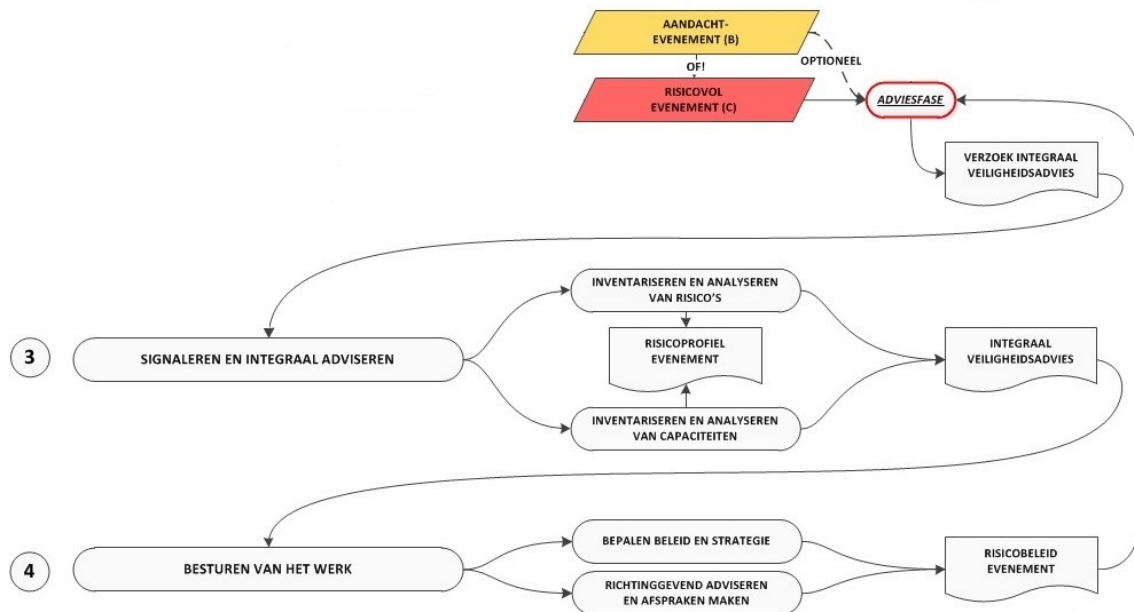 AANDACHT-
EVENEMENT (B)
OPTIONEEL
OF!
RISICOVOL
EVENEMENT (C)
ADVIESFASE
VERZOEK INTEGRAAL
VEILIGHEIDSADVIES
3
SIGNALEREN EN INTEGRAAL ADVISEREN
INVENTARISEREN EN ANALYSEREN
VAN RISICO'S
RISICOPROFIEL
EVENEMENT
INVENTARISEREN EN ANALYSEREN
VAN CAPACITEITEN
INTEGRAAL
VEILIGHEIDSADVIES
4
BESTUREN VAN HET WERK
BEPALEN BELEID EN STRATEGIE
RICHTINGGEVEND ADVISEREN
EN AFSPRAKEN MAKEN
RISICOBELEID
EVENEMENT